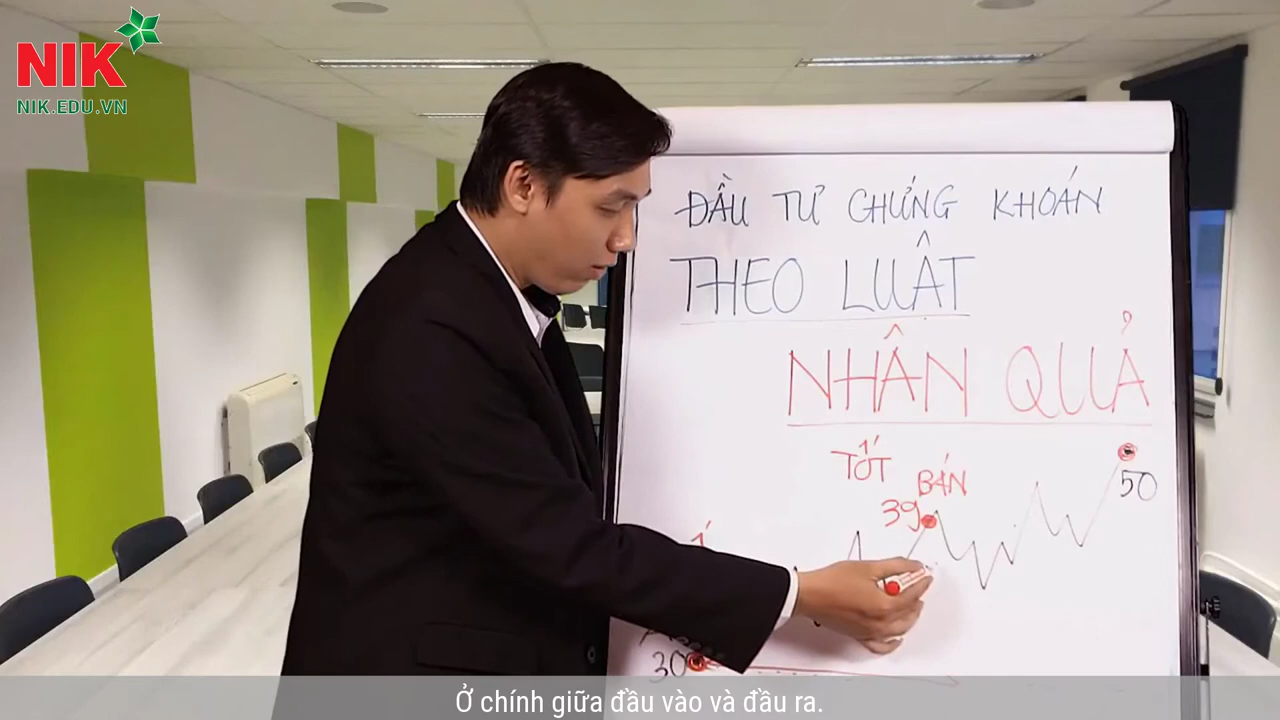 NIK
NIK.EDU.VN
ĐẦU TƯ CHỨNG KHOÁN
THEO LUẬT
NHÂN QUẢ
TỐT
BÁN
39
50
30
Ở chính giữa đầu vào và đầu ra.